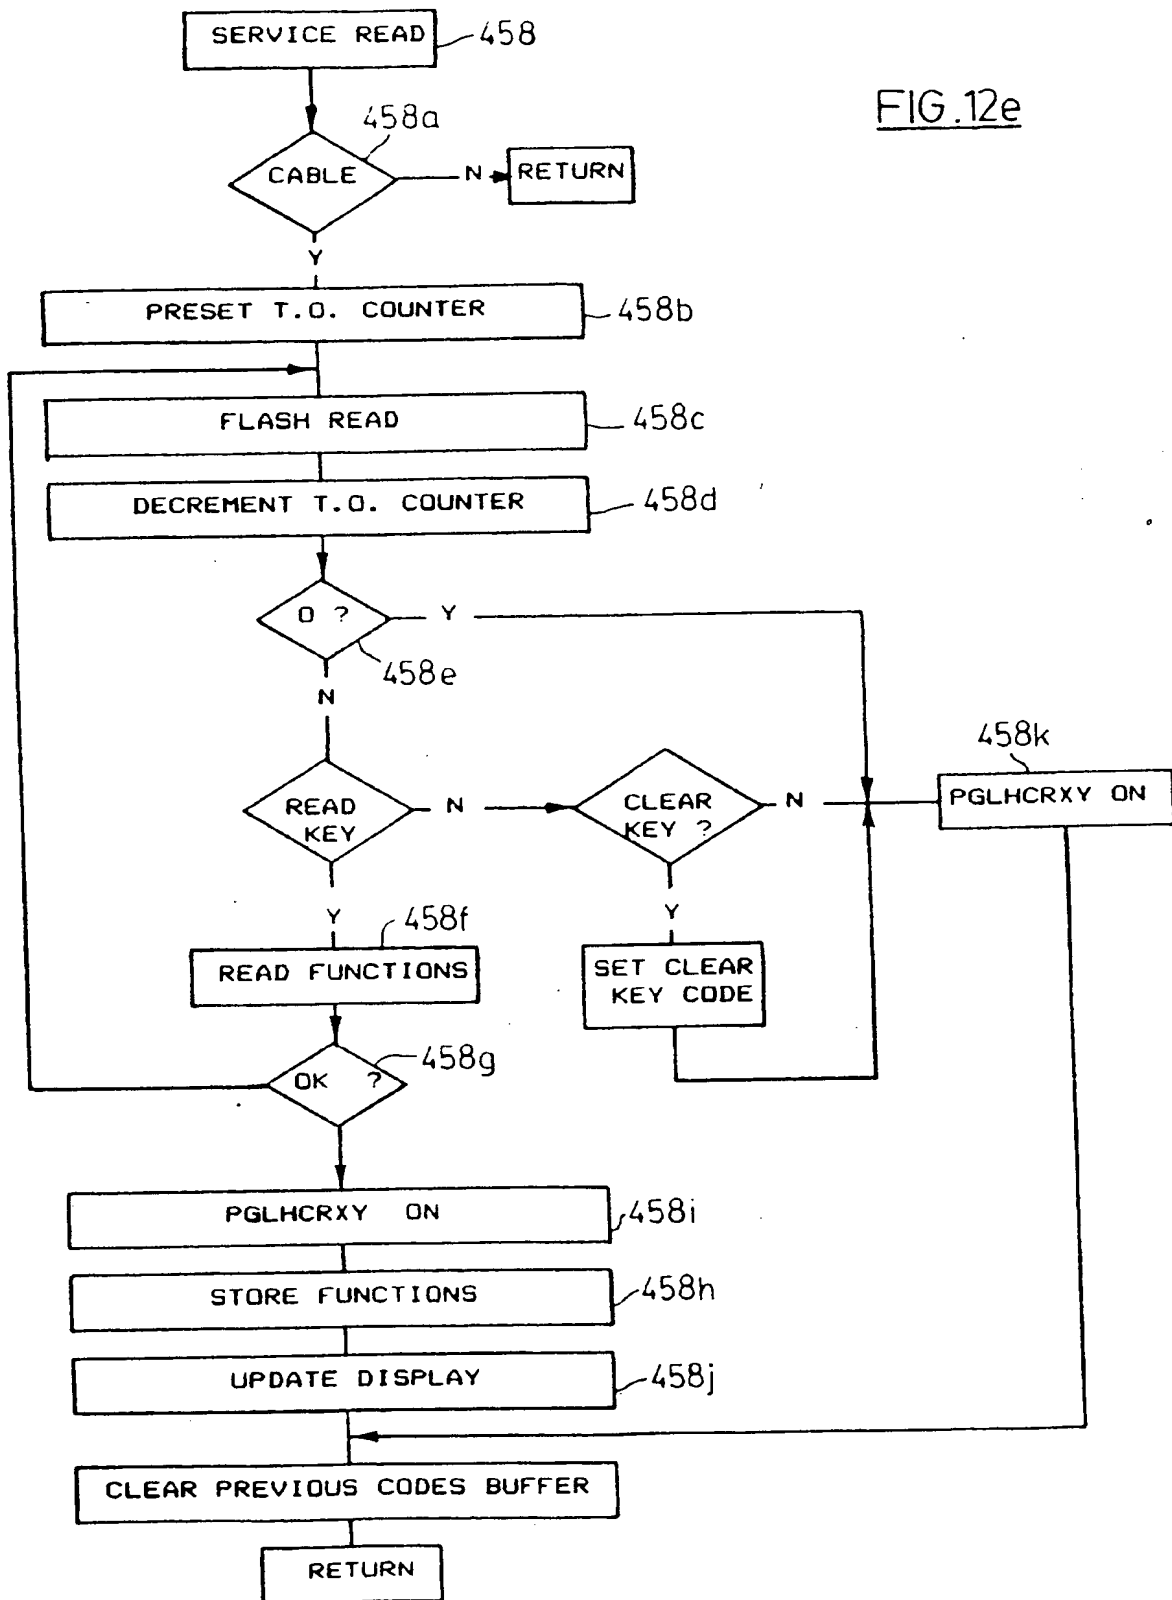 SERVICE READ 458
FIG.12e
458a
CABLE N RETURN
Y
PRESET T.O. COUNTER 458b
FLASH READ 458c
DECREMENT T.O. COUNTER 458d
0 ? Y
458e
N
458k
READ
KEY
N
CLEAR
KEY ?
N
PGLHCRXY ON
Y
458f
READ FUNCTIONS
Y
SET CLEAR
KEY CODE
OK ? 458g
PGLHCRXY ON 458i
STORE FUNCTIONS 458h
UPDATE DISPLAY 458j
CLEAR PREVIOUS CODES BUFFER
RETURN